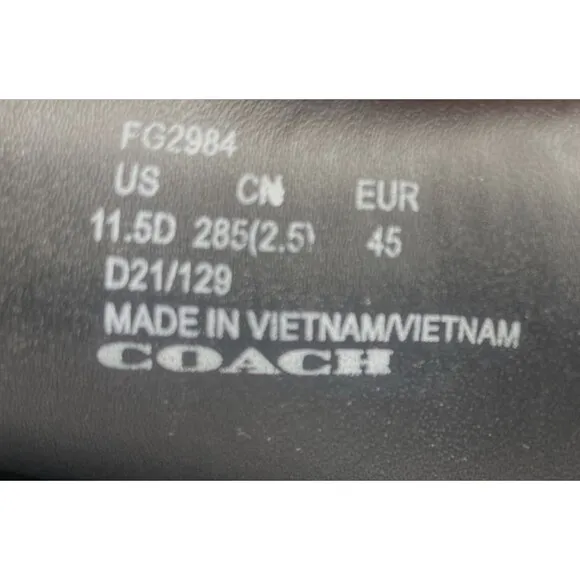 FG2984
US CN EUR
11.5D 285(2.5) 45
D21/129
MADE IN VIETNAM/VIETNAM
COACH